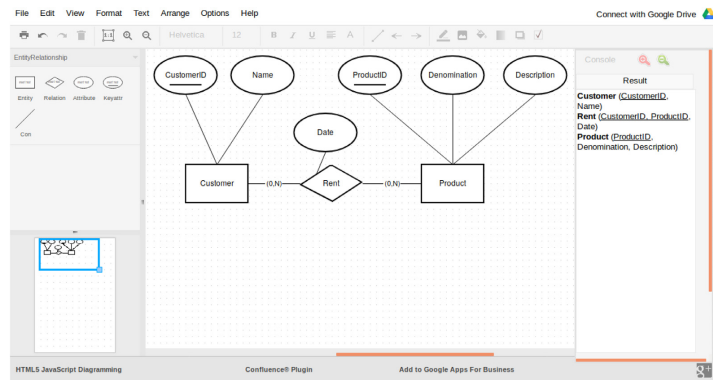 File Edit View Format Text Arrange Options Help Connect with Google Drive
1:1 Helvetica 12 B I U A
EntityRelationship
Entity Relation Attribute Keyattr
Con
CustomerID Name ProductID Denomination Description
Date
Customer (0,N) Rent (0,N) Product
Console
Result
Customer (CustomerID,
Name)
Rent (CustomerID, ProductID,
Date)
Product (ProductID,
Denomination, Description)
HTML5 JavaScript Diagramming Confluence® Plugin Add to Google Apps For Business
g+